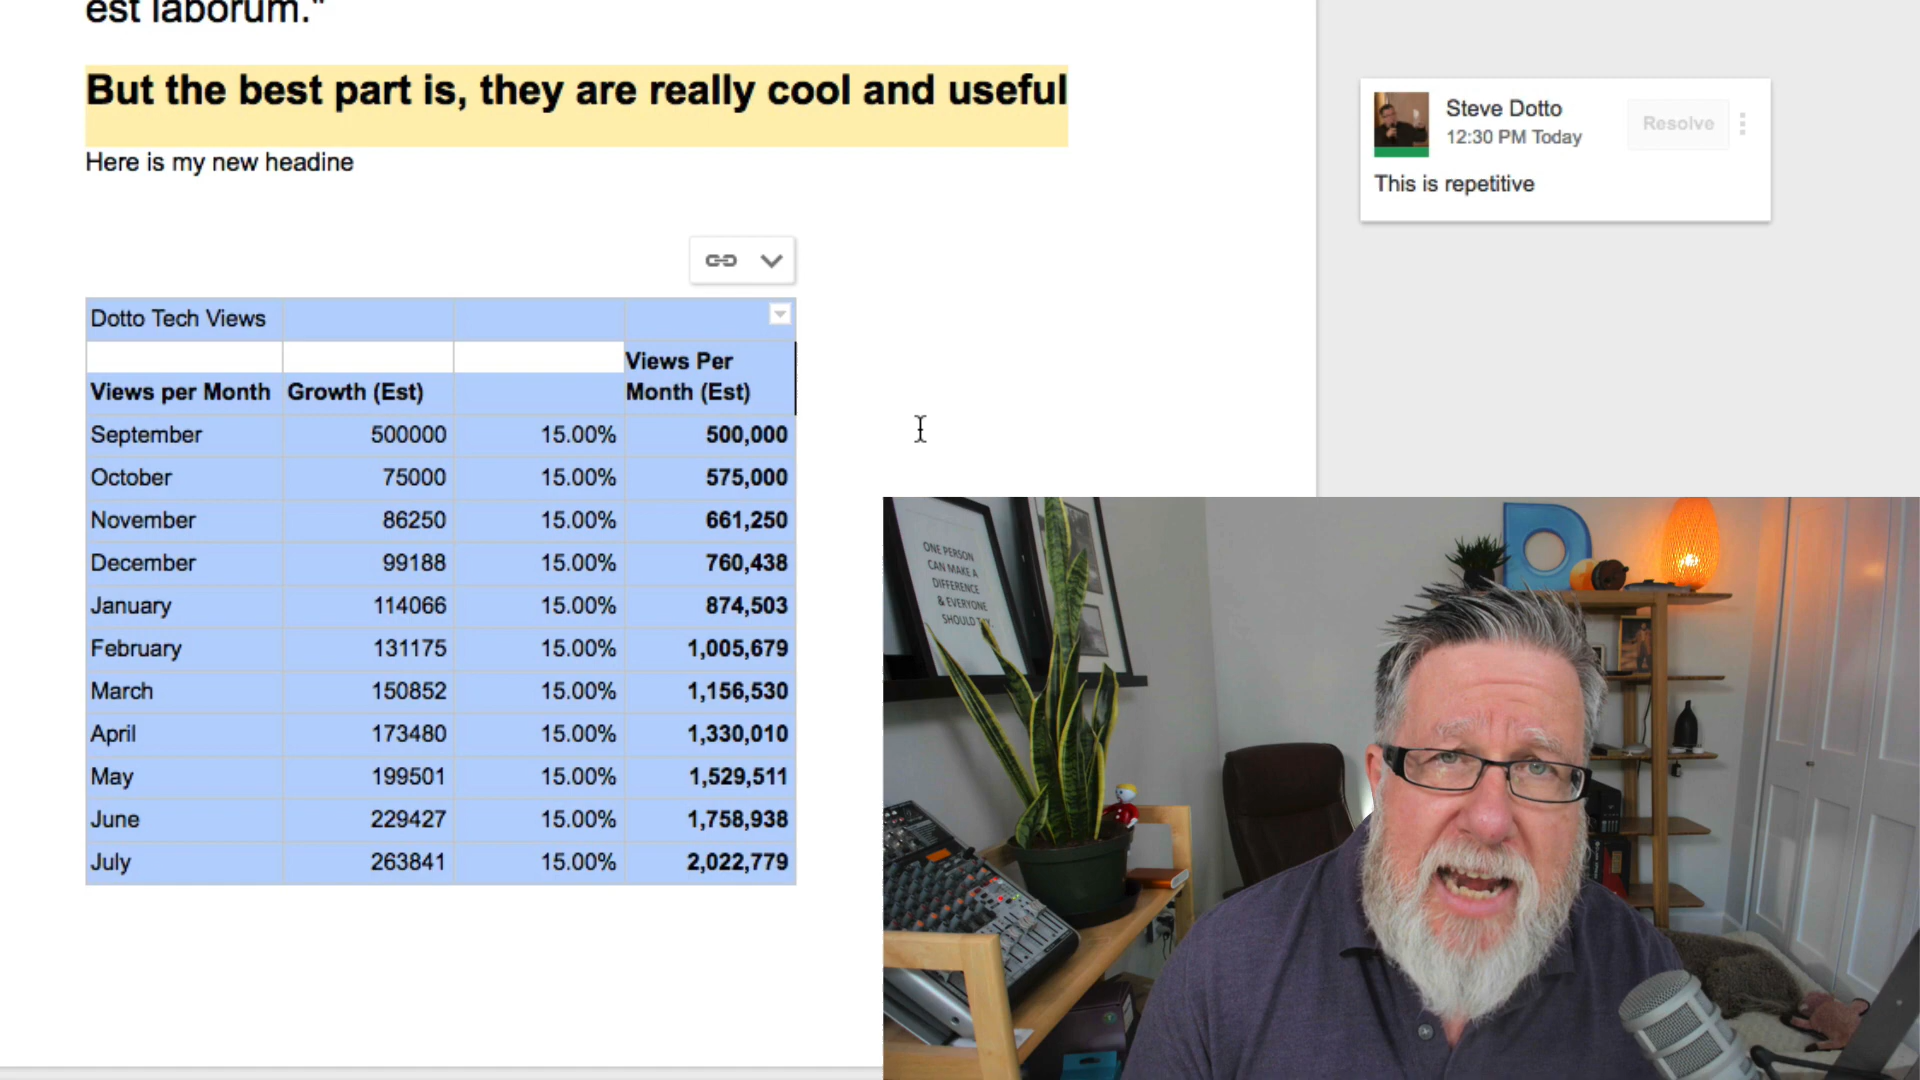 est laborum."
But the best part is, they are really cool and useful
Here is my new headine
Steve Dotto
12:30 PM Today
Resolve
This is repetitive
Dotto Tech Views
Views per Month Growth (Est) Views Per Month (Est)
September 500000 15.00% 500,000
October 75000 15.00% 575,000
November 86250 15.00% 661,250
December 99188 15.00% 760,438
January 114066 15.00% 874,503
February 131175 15.00% 1,005,679
March 150852 15.00% 1,156,530
April 173480 15.00% 1,330,010
May 199501 15.00% 1,529,511
June 229427 15.00% 1,758,938
July 263841 15.00% 2,022,779
ONE PERSON
CAN MAKE A
DIFFERENCE
& EVERYONE
SHOULD